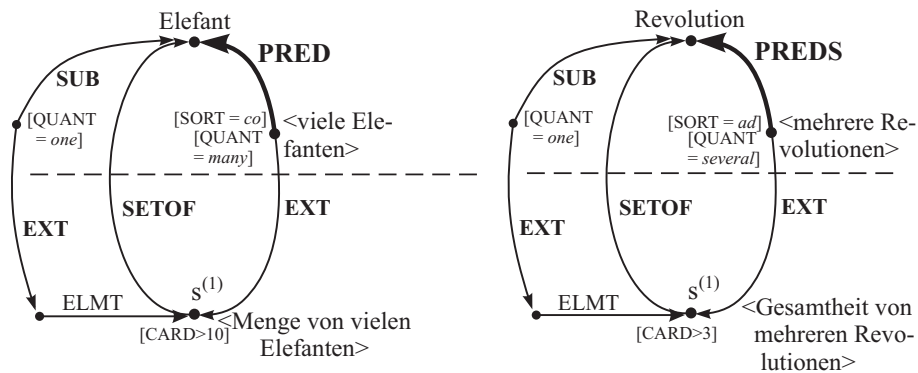 Elefant
PRED
SUB
[QUANT
= one]
[SORT = co]
[QUANT
= many]
<viele Ele-
fanten>
EXT
SETOF
EXT
ELMT
s(1)
[CARD>10]
<Menge von vielen
Elefanten>
Revolution
PREDS
SUB
[QUANT
= one]
[SORT = ad]
[QUANT
= several]
<mehrere Re-
volutionen>
EXT
SETOF
EXT
ELMT
s(1)
[CARD>3]
<Gesamtheit von
mehreren Revo-
lutionen>